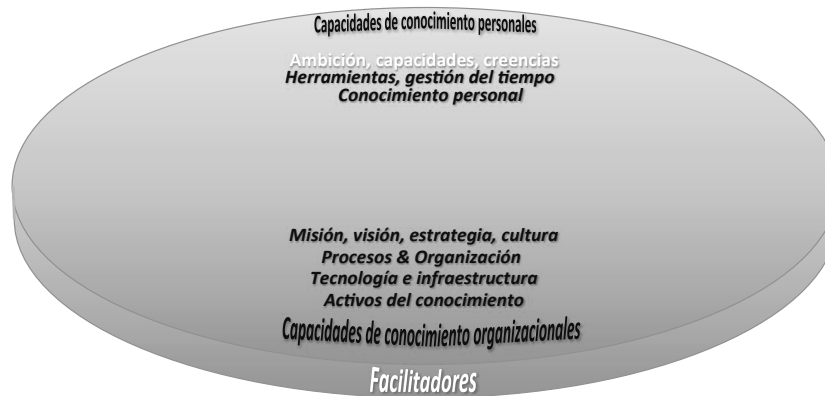 Capacidades de conocimiento personales
Ambición, capacidades, creencias
Herramientas, gestión del tiempo
Conocimiento personal
Misión, visión, estrategia, cultura
Procesos & Organización
Tecnología e infraestructura
Activos del conocimiento
Capacidades de conocimiento organizacionales
Facilitadores